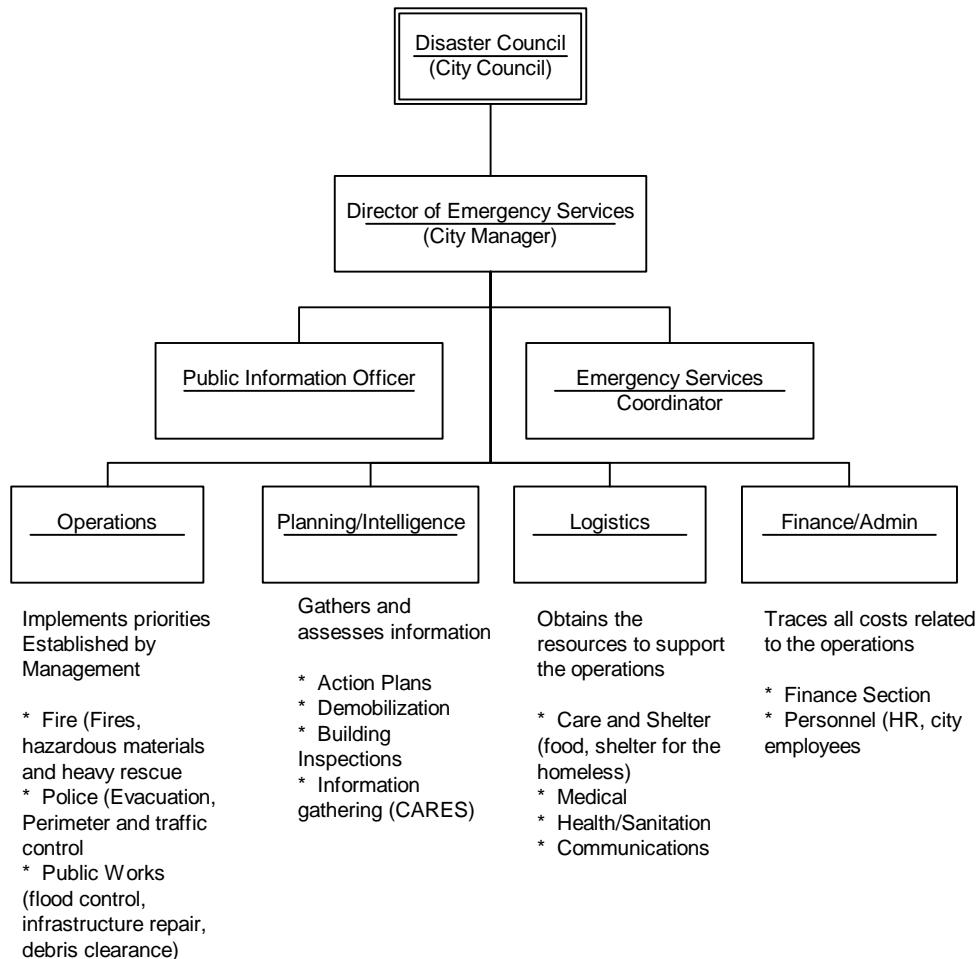 Disaster Council
(City Council)
Director of Emergency Services
(City Manager)
Public Information Officer
Emergency Services
Coordinator
Operations
Planning/Intelligence
Logistics
Finance/Admin
Implements priorities
Established by
Management
* Fire (Fires,
hazardous materials
and heavy rescue
* Police (Evacuation,
Perimeter and traffic
control
* Public Works
(flood control,
infrastructure repair,
debris clearance)
Gathers and
assesses information
* Action Plans
* Demobilization
* Building
Inspections
* Information
gathering (CARES)
Obtains the
resources to support
the operations
* Care and Shelter
(food, shelter for the
homeless)
* Medical
* Health/Sanitation
* Communications
Traces all costs related
to the operations
* Finance Section
* Personnel (HR, city
employees